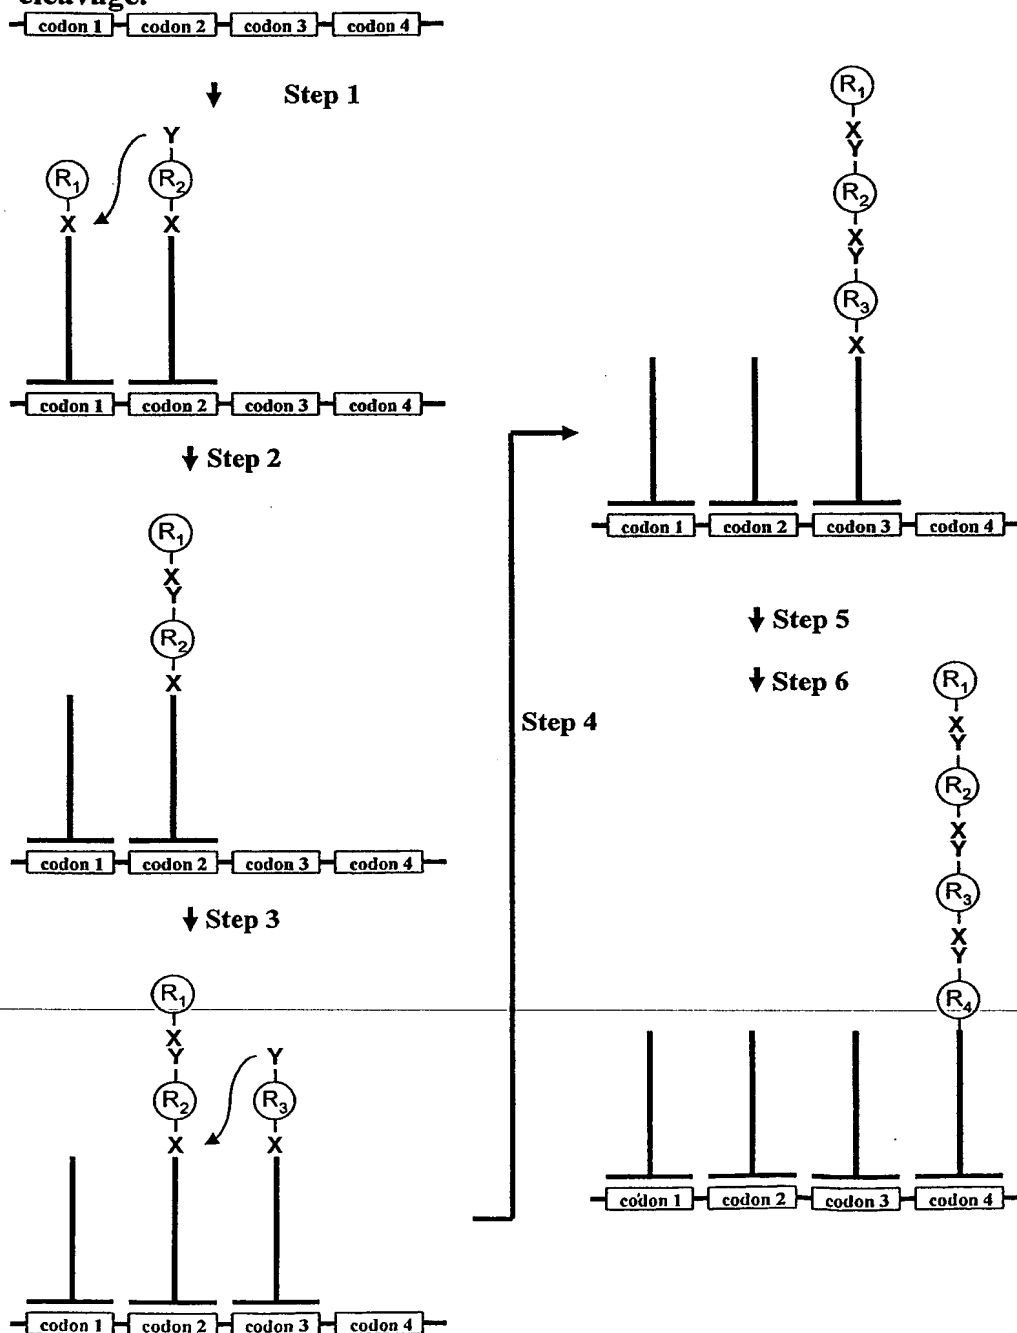 cleavage.
codon 1 codon 2 codon 3 codon 4
Step 1
Y
R1 R2
X X
codon 1 codon 2 codon 3 codon 4
Step 2
R1
X
Y
R2
X
codon 1 codon 2 codon 3 codon 4
Step 3
R1
X
Y Y
R2 R3
X X
codon 1 codon 2 codon 3 codon 4
Step 4
R1
X
Y
R2
X
Y
R3
X
codon 1 codon 2 codon 3 codon 4
Step 5
Step 6
R1
X
Y
R2
X
Y
R3
X
Y
R4
codon 1 codon 2 codon 3 codon 4